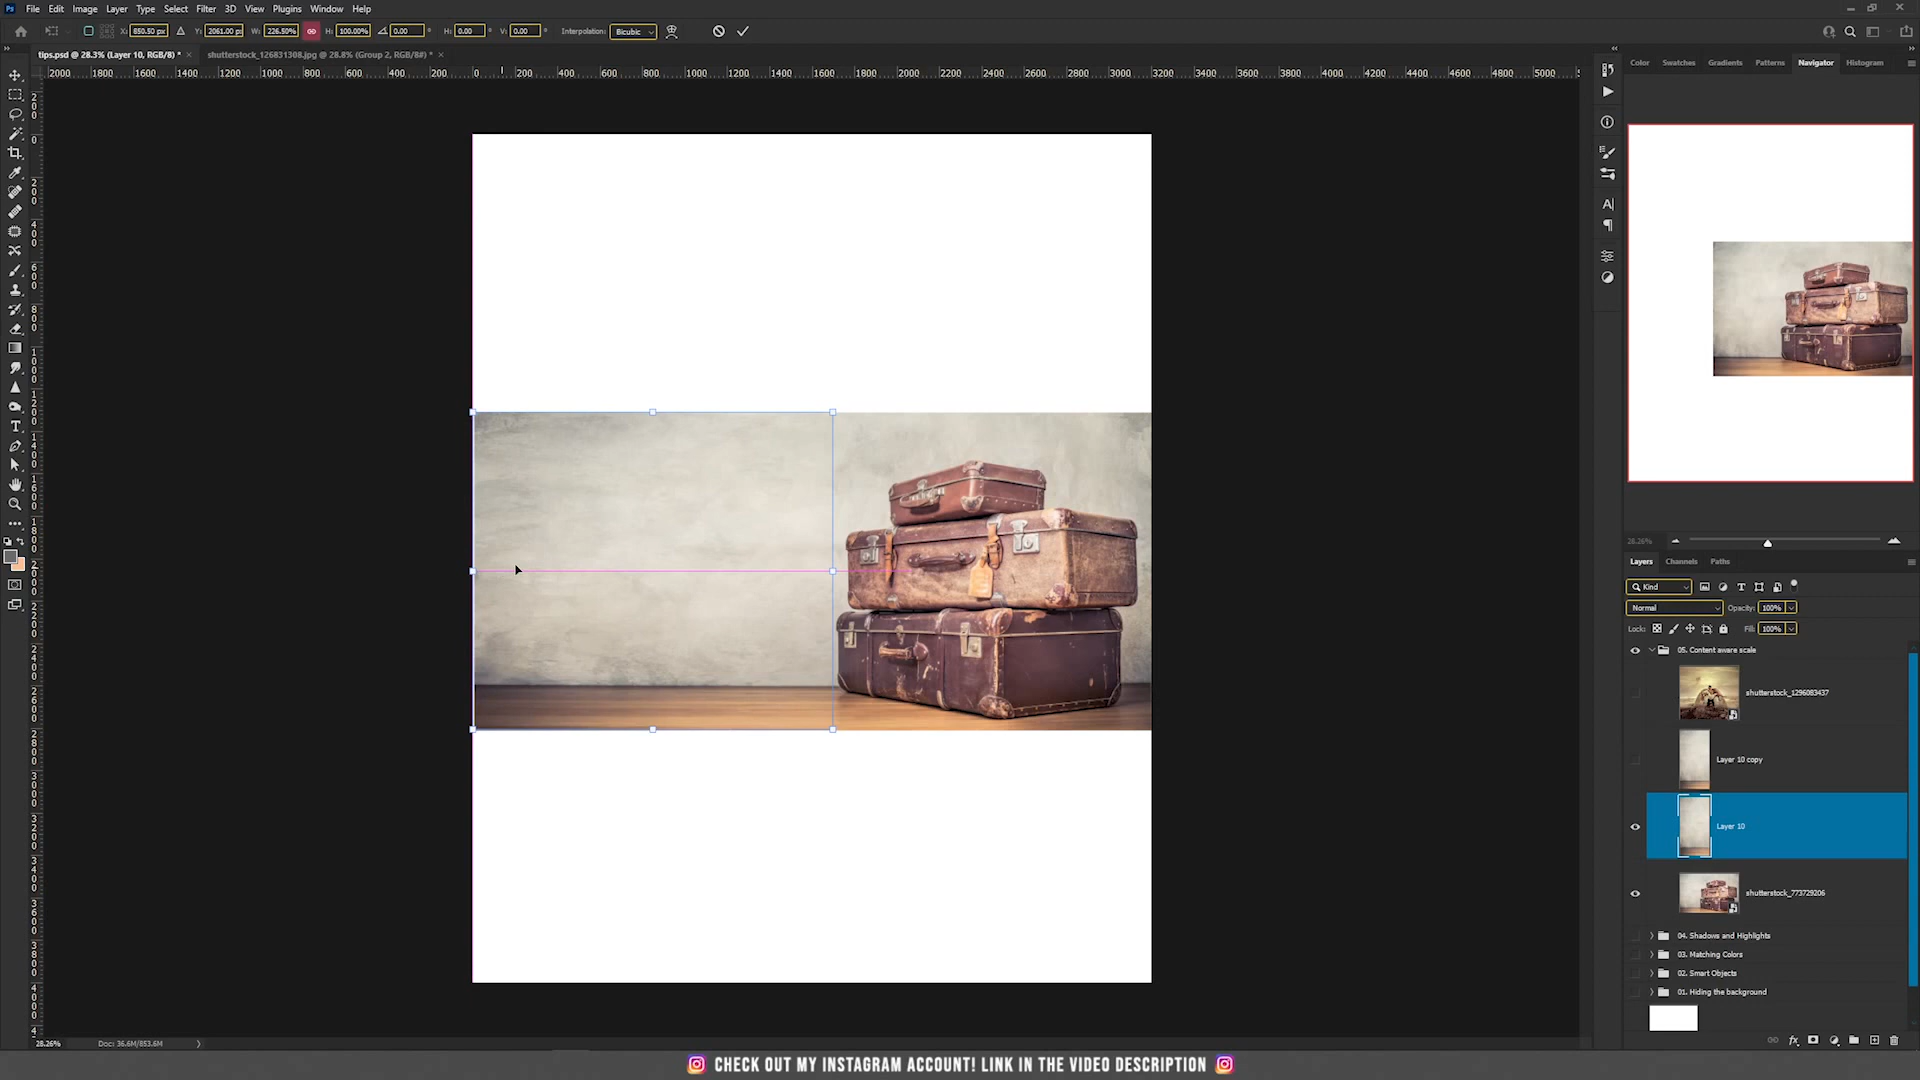 Ps File Edit Image Layer Type Select Filter 3D View Plugins Window Help
X: 850.50 px Y: 2061.00 px W: 226.50% H: 100.00% 0.00 ° H: 0.00 ° V: 0.00 ° Interpolation: Bicubic
tips.psd @ 28.3% (Layer 10, RGB/8) * × shutterstock_126831308.jpg @ 28.8% (Group 2, RGB/8#) * ×
2000 1800 1600 1400 1200 1000 800 600 400 200 0 200 400 600 800 1000 1200 1400 1600 1800 2000 2200 2400 2600 2800 3000 3200 3400 3600 3800 4000 4200 4400 4600 4800 5000
Color Swatches Gradients Patterns Navigator Histogram
28.26%
Layers Channels Paths
Kind
Normal Opacity: 100%
Lock: Fill: 100%
05. Content aware scale
shutterstock_1296083437
Layer 10 copy
Layer 10
shutterstock_773729206
04. Shadows and Highlights
03. Matching Colors
02. Smart Objects
01. Hiding the background
28.26% Doc: 36.6M/853.6M
CHECK OUT MY INSTAGRAM ACCOUNT! LINK IN THE VIDEO DESCRIPTION